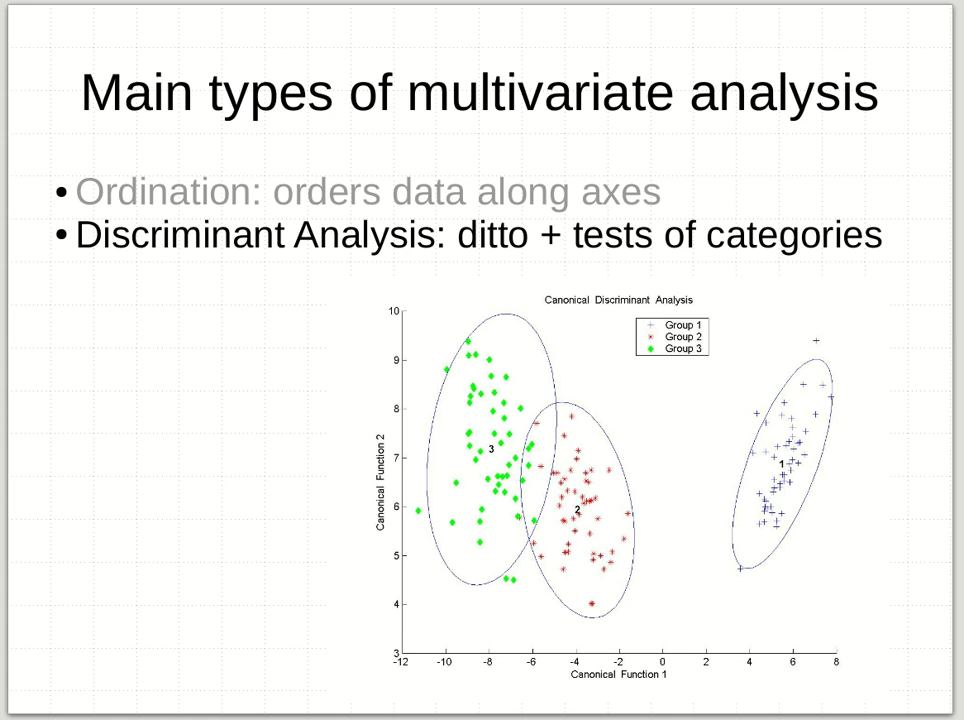 Main types of multivariate analysis
• Ordination: orders data along axes
• Discriminant Analysis: ditto + tests of categories
Canonical Discriminant Analysis
Group 1
Group 2
Group 3
10
9
8
7
6
5
4
3
Canonical Function 2
3
2
1
-12 -10 -8 -6 -4 -2 0 2 4 6 8
Canonical Function 1